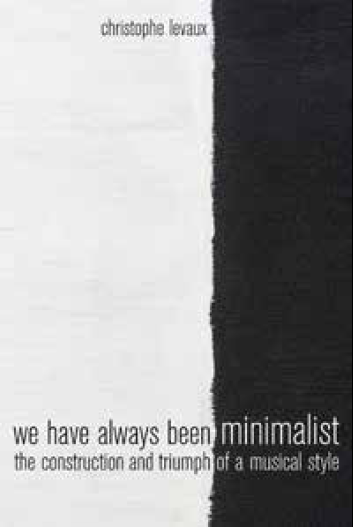 christophe levaux
we have always been minimalist
the construction and triumph of a musical style